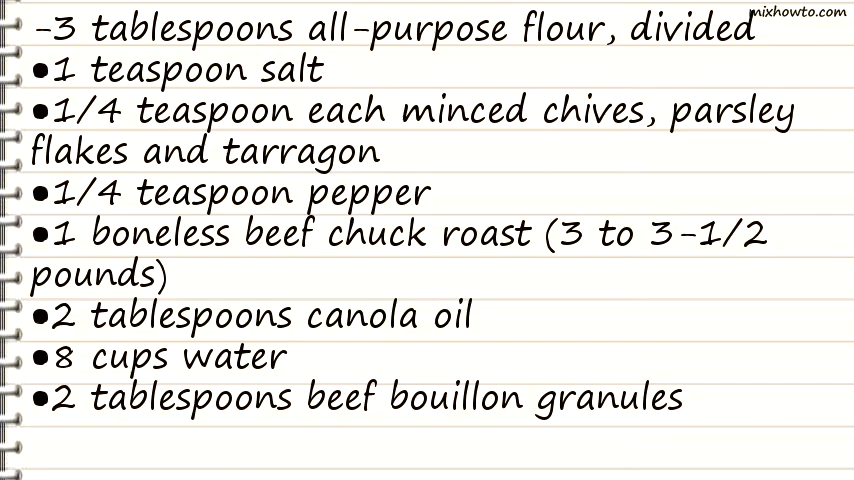 mixhowto.com
-3 tablespoons all-purpose flour, divided
●1 teaspoon salt
●1/4 teaspoon each minced chives, parsley
flakes and tarragon
●1/4 teaspoon pepper
●1 boneless beef chuck roast (3 to 3-1/2
pounds)
●2 tablespoons canola oil
●8 cups water
●2 tablespoons beef bouillon granules